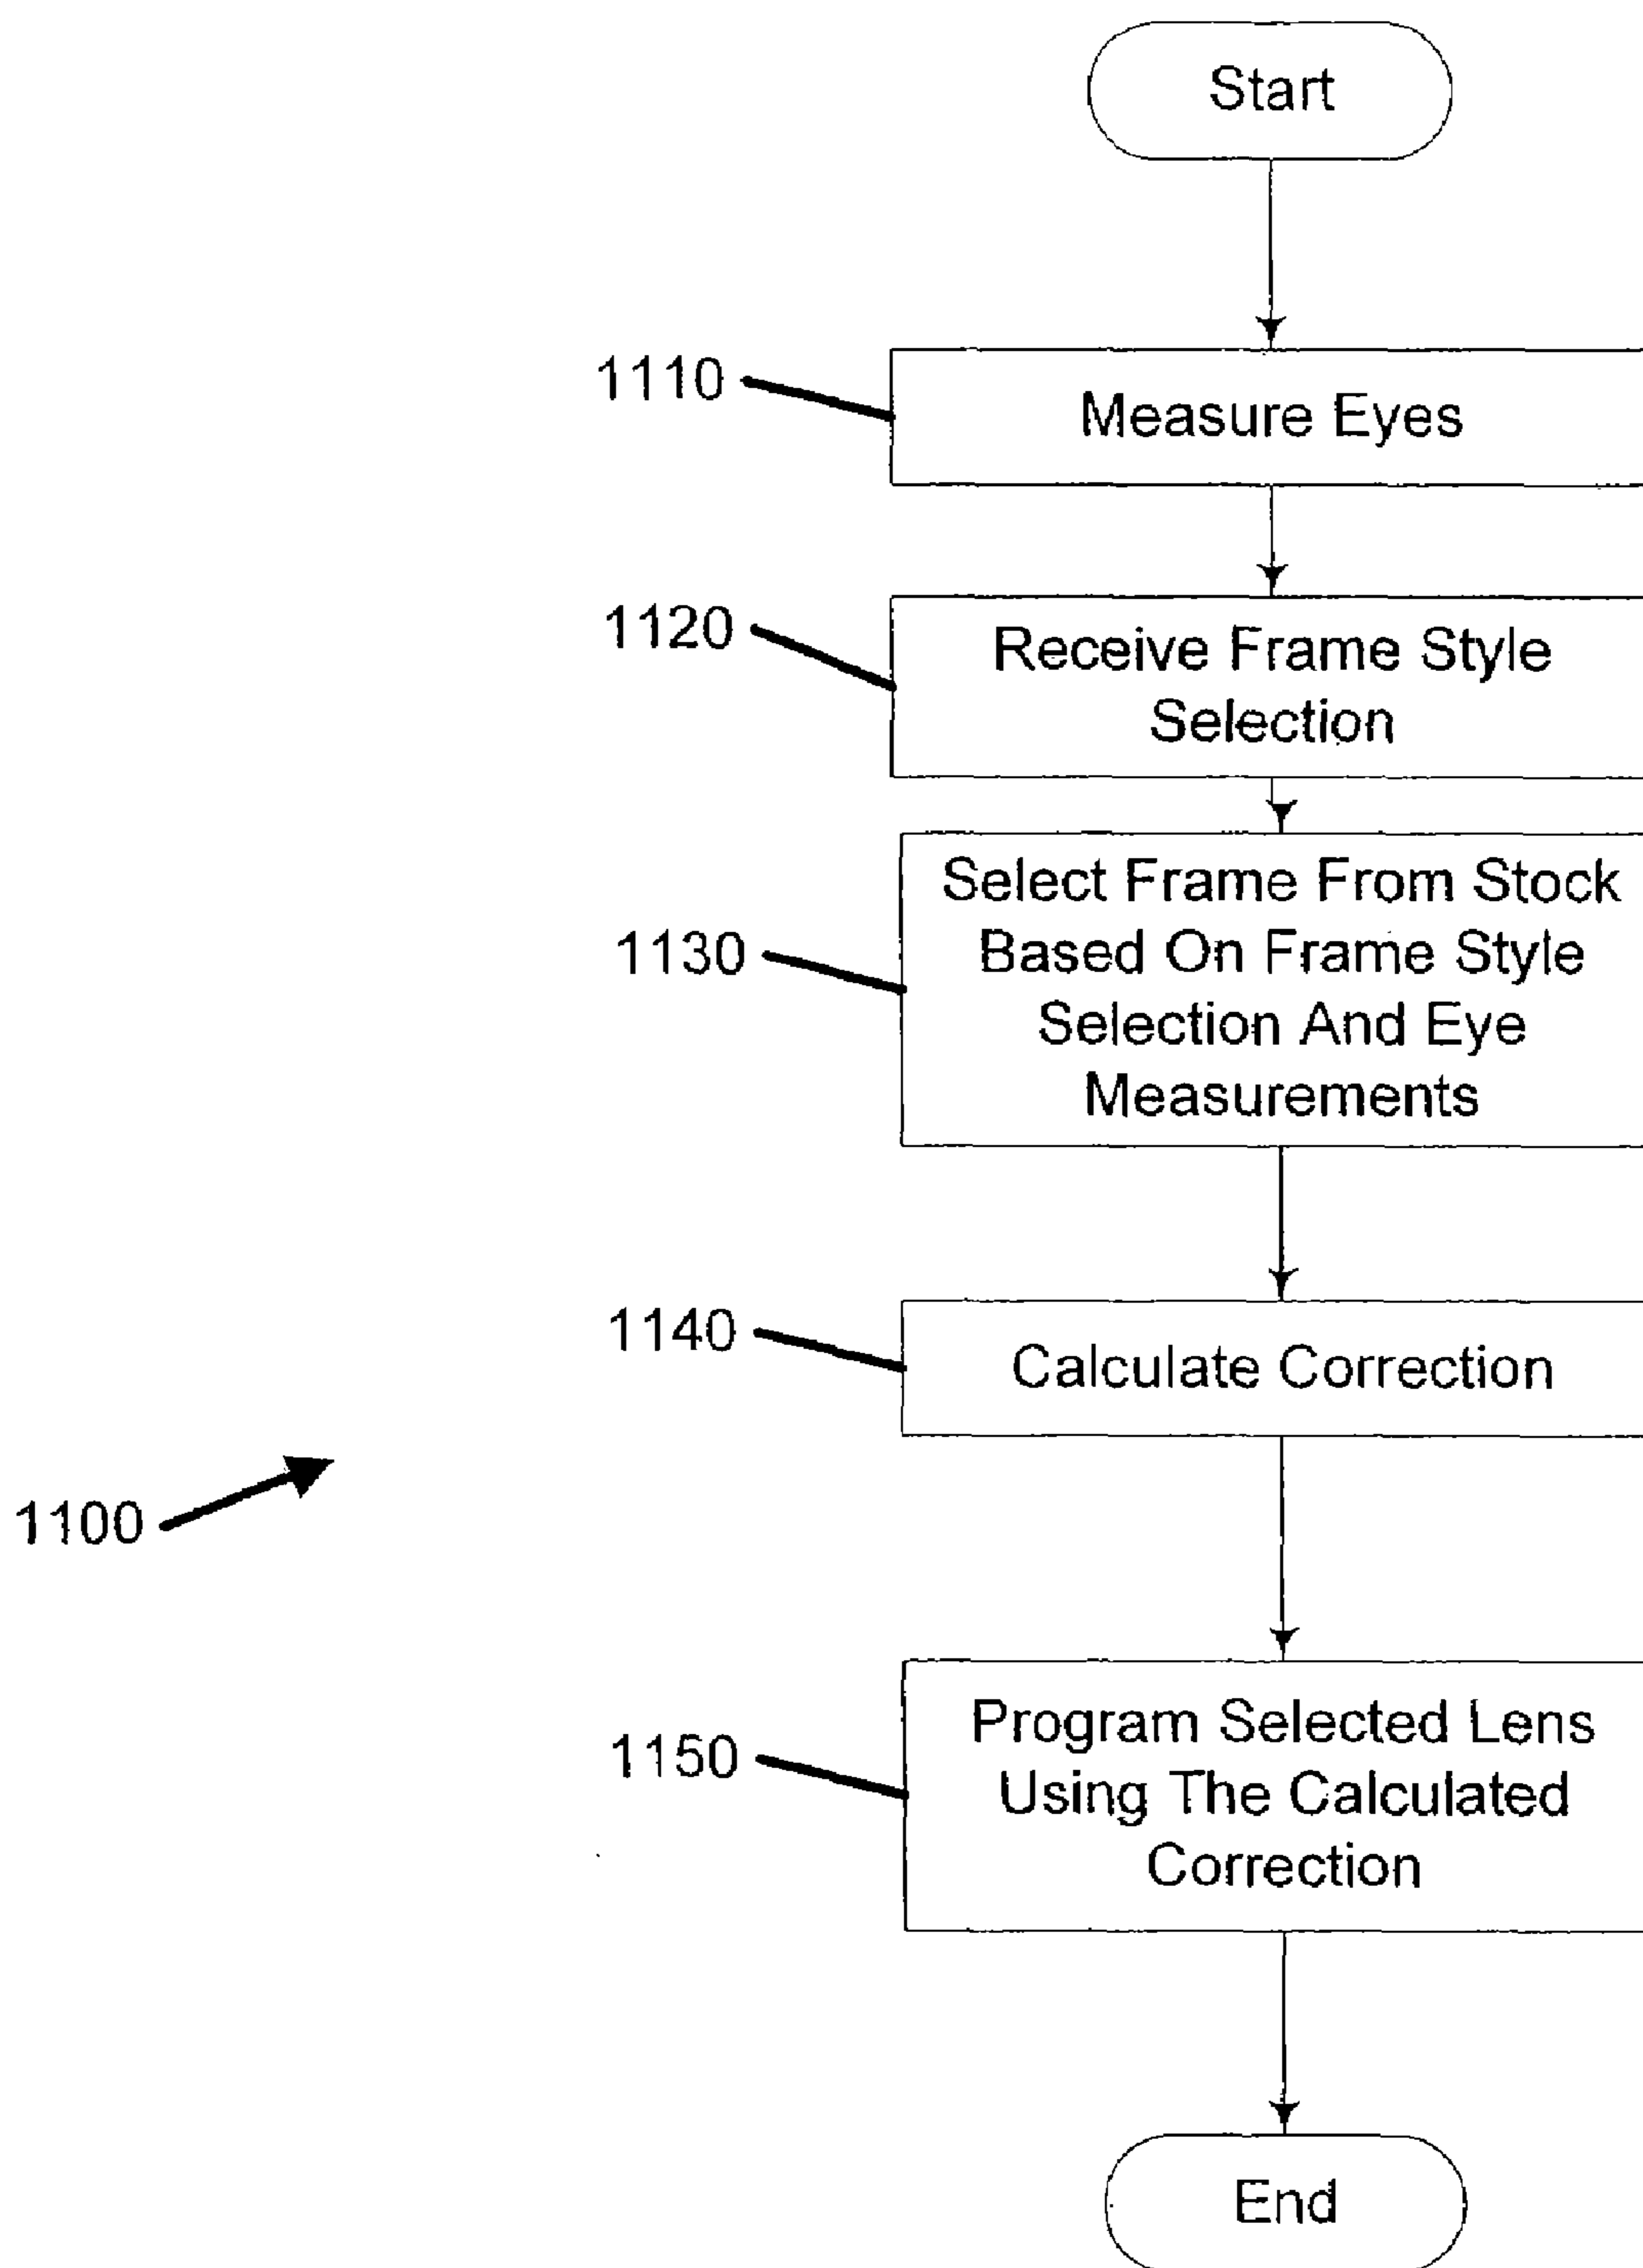 Start
1110
Measure Eyes
1120
Receive Frame Style
Selection
1130
Select Frame From Stock
Based On Frame Style
Selection And Eye
Measurements
1140
Calculate Correction
1100
1150
Program Selected Lens
Using The Calculated
Correction
End